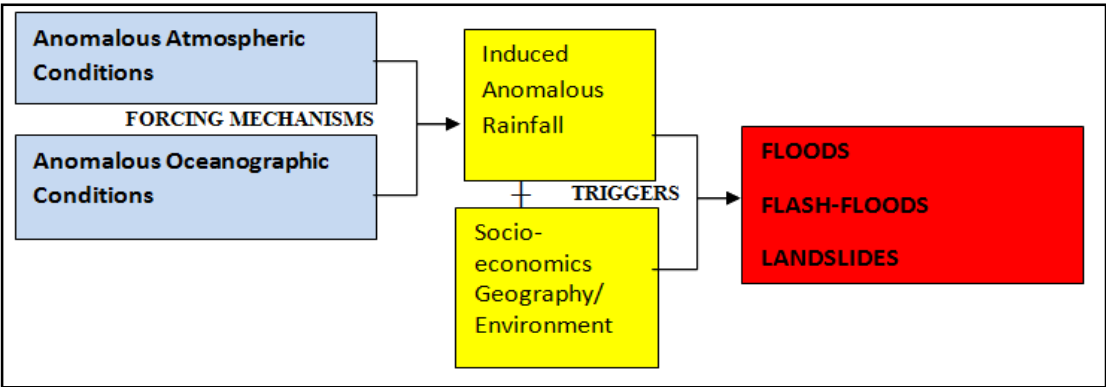 Anomalous Atmospheric
Conditions
FORCING MECHANISMS
Anomalous Oceanographic
Conditions
Induced
Anomalous
Rainfall
TRIGGERS
Socio-
economics
Geography/
Environment
FLOODS
FLASH-FLOODS
LANDSLIDES